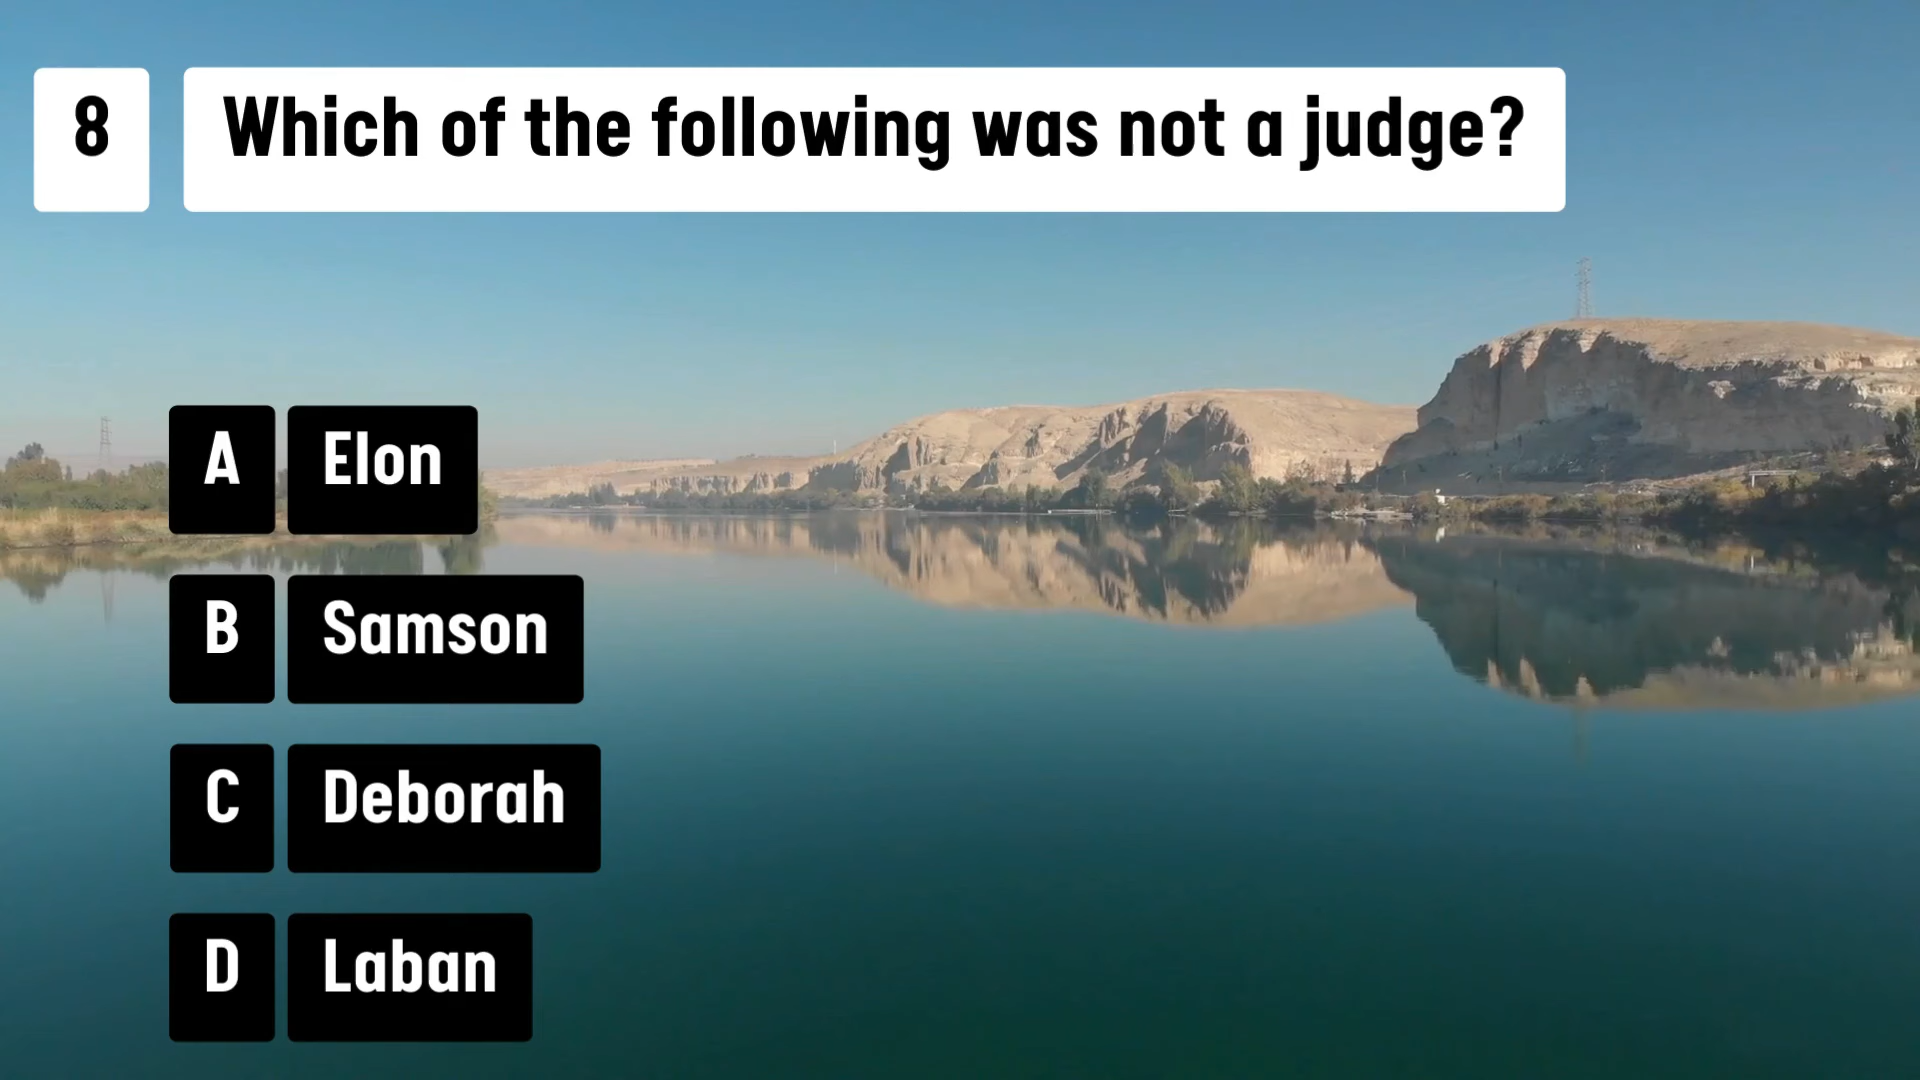 8 Which of the following was not a judge?
A Elon
B Samson
C Deborah
D Laban